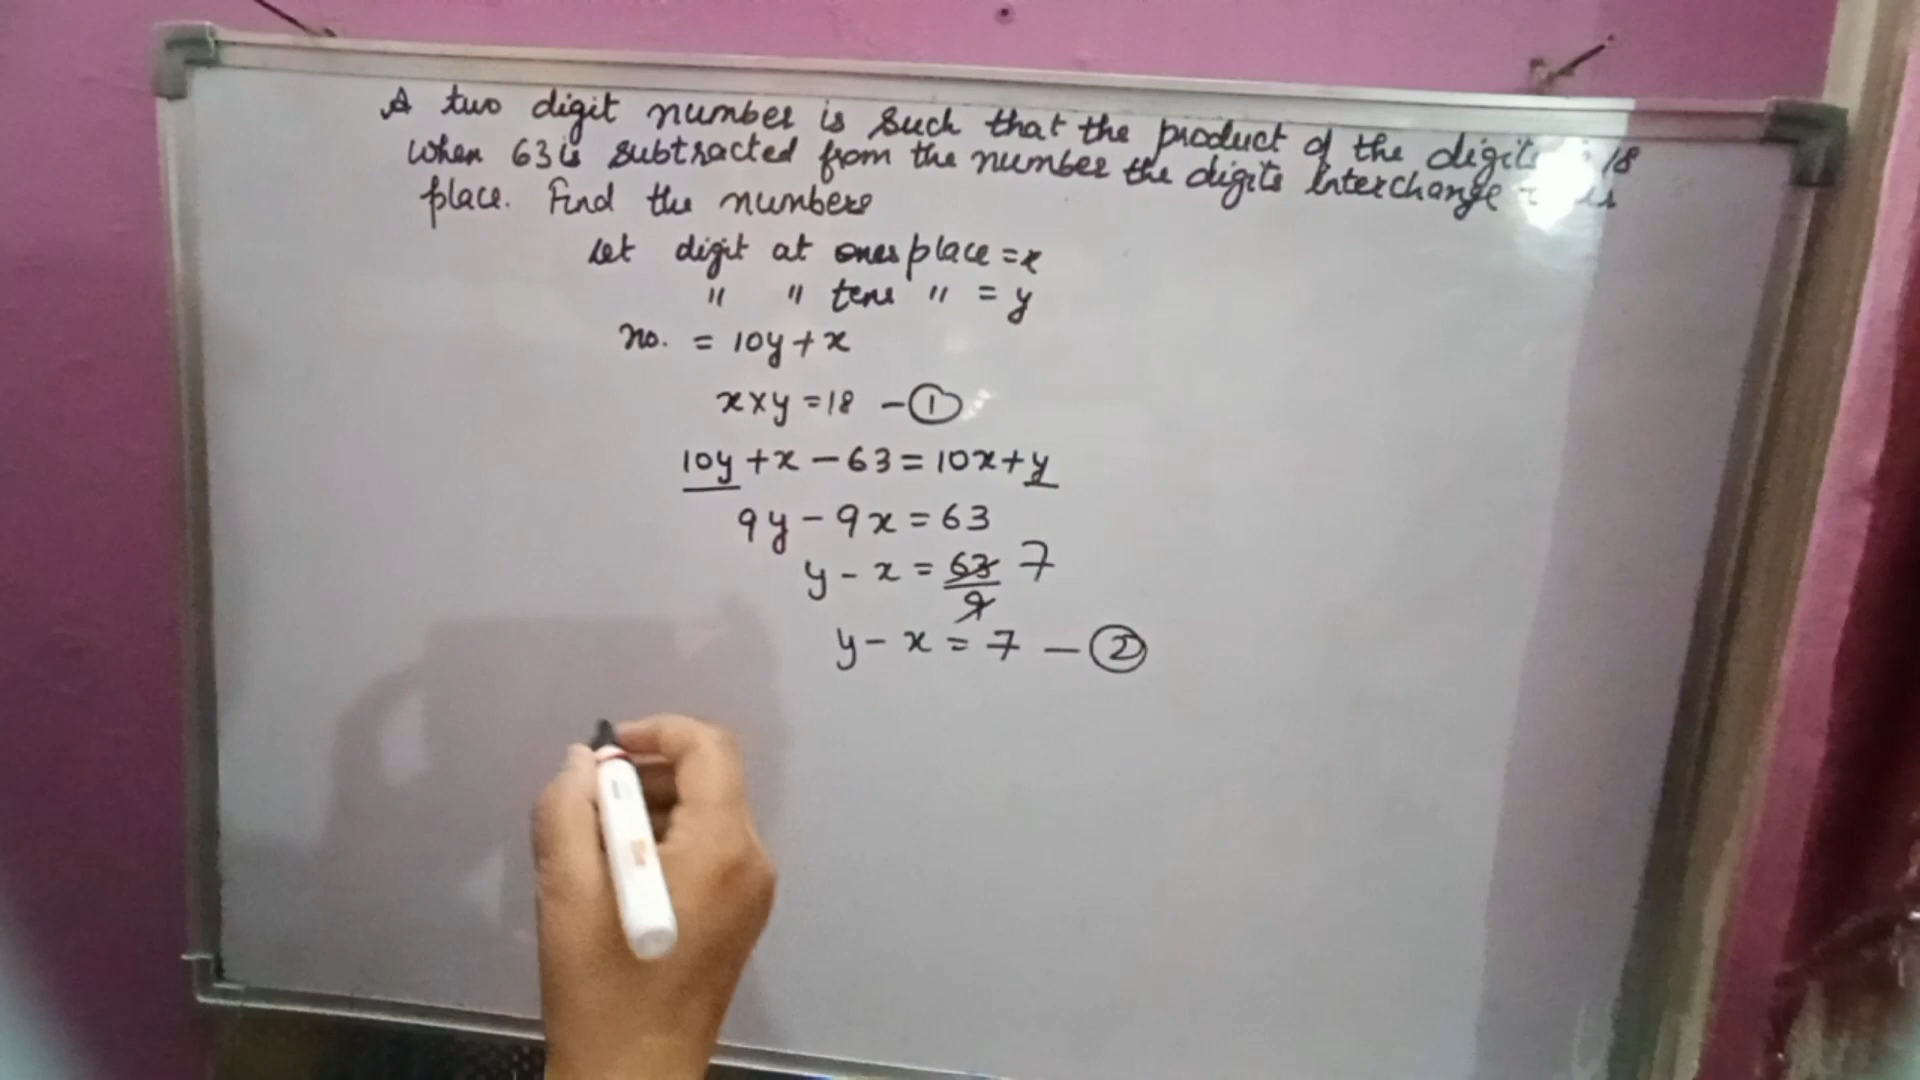 A two digit number is such that the product of the digits 18
when 63 is subtracted from the number the digits interchange
place. Find the numbers
Let digit at ones place = x
" " tens " = y
no. = 10y + x
x × y = 18 - ①
10y + x - 63 = 10x + y
9y - 9x = 63
y - x = 63/9 7
y - x = 7 - ②